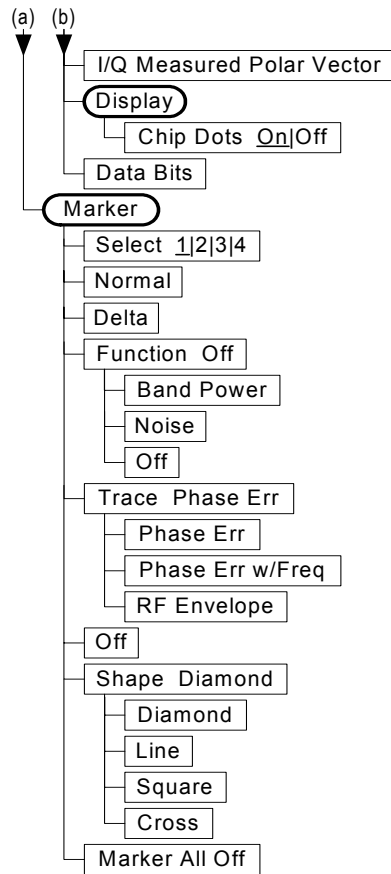 (a) (b)
I/Q Measured Polar Vector
Display
Chip Dots On|Off
Data Bits
Marker
Select 1|2|3|4
Normal
Delta
Function Off
Band Power
Noise
Off
Trace Phase Err
Phase Err
Phase Err w/Freq
RF Envelope
Off
Shape Diamond
Diamond
Line
Square
Cross
Marker All Off